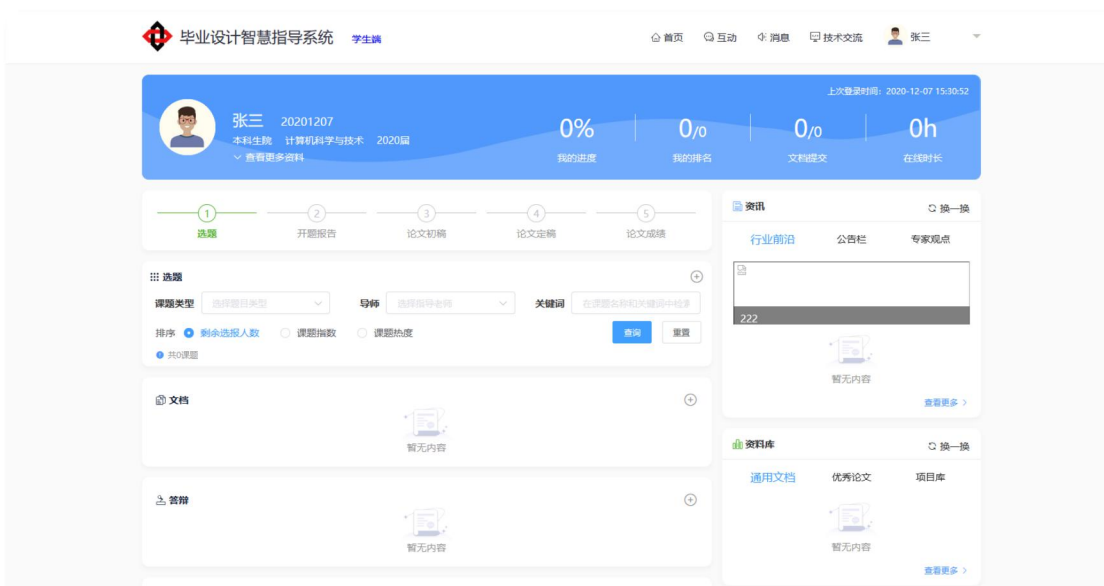 毕业设计智慧指导系统 学生端
首页 互动 消息 技术交流 张三
上次登录时间：2020-12-07 15:30:52
张三 20201207
本科生院 计算机科学与技术 2020届
查看更多资料
0% 0/0 0/0 0h
我的进度 我的排名 文档提交 在线时长
1 2 3 4 5
选题 开题报告 论文初稿 论文定稿 论文成绩
选题
课题类型 选择题目类型 导师 选择指导老师 关键词 在课题名称和关键词中检索
排序 剩余选报人数 课题指数 课题热度 查询 重置
共0课题
文档
暂无内容
答辩
暂无内容
资讯 换一换
行业前沿 公告栏 专家观点
222
暂无内容
查看更多 >
资料库 换一换
通用文档 优秀论文 项目库
暂无内容
查看更多 >